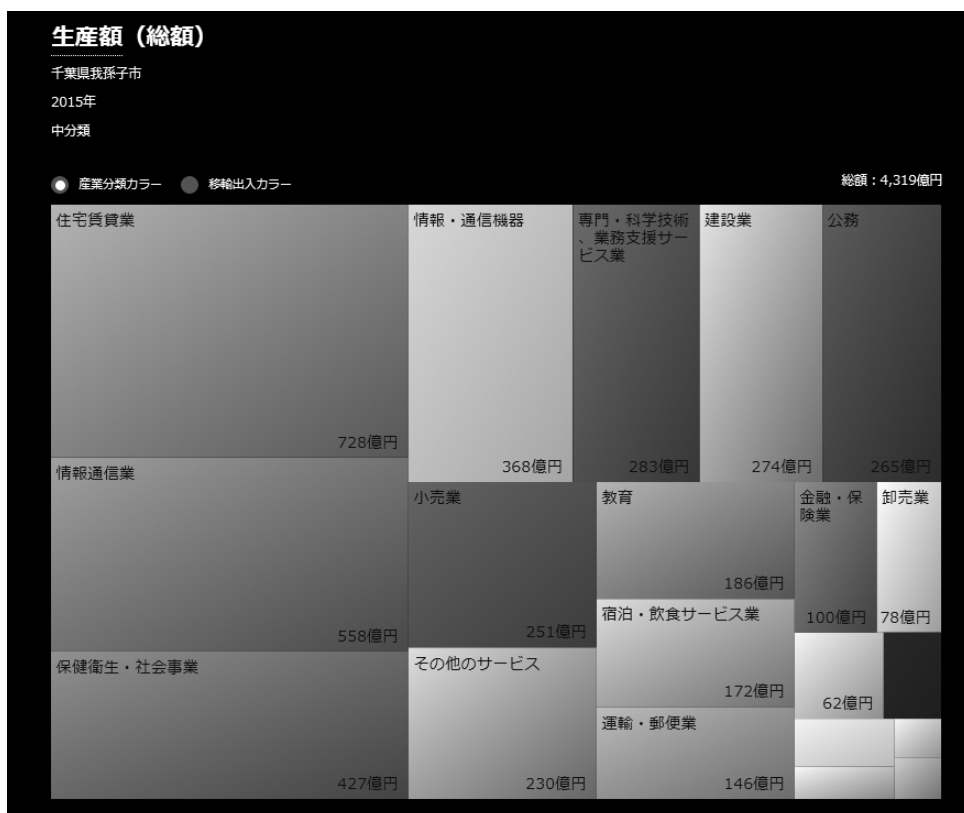 生産額（総額）
千葉県我孫子市
2015年
中分類
産業分類カラー
移輸出入カラー
総額：4,319億円
住宅賃貸業
728億円
情報通信業
558億円
保健衛生・社会事業
427億円
情報・通信機器
368億円
専門・科学技術
、業務支援サー
ビス業
283億円
建設業
274億円
公務
265億円
小売業
251億円
その他のサービス
230億円
教育
186億円
宿泊・飲食サービス業
172億円
運輸・郵便業
146億円
金融・保
険業
100億円
卸売業
78億円
62億円